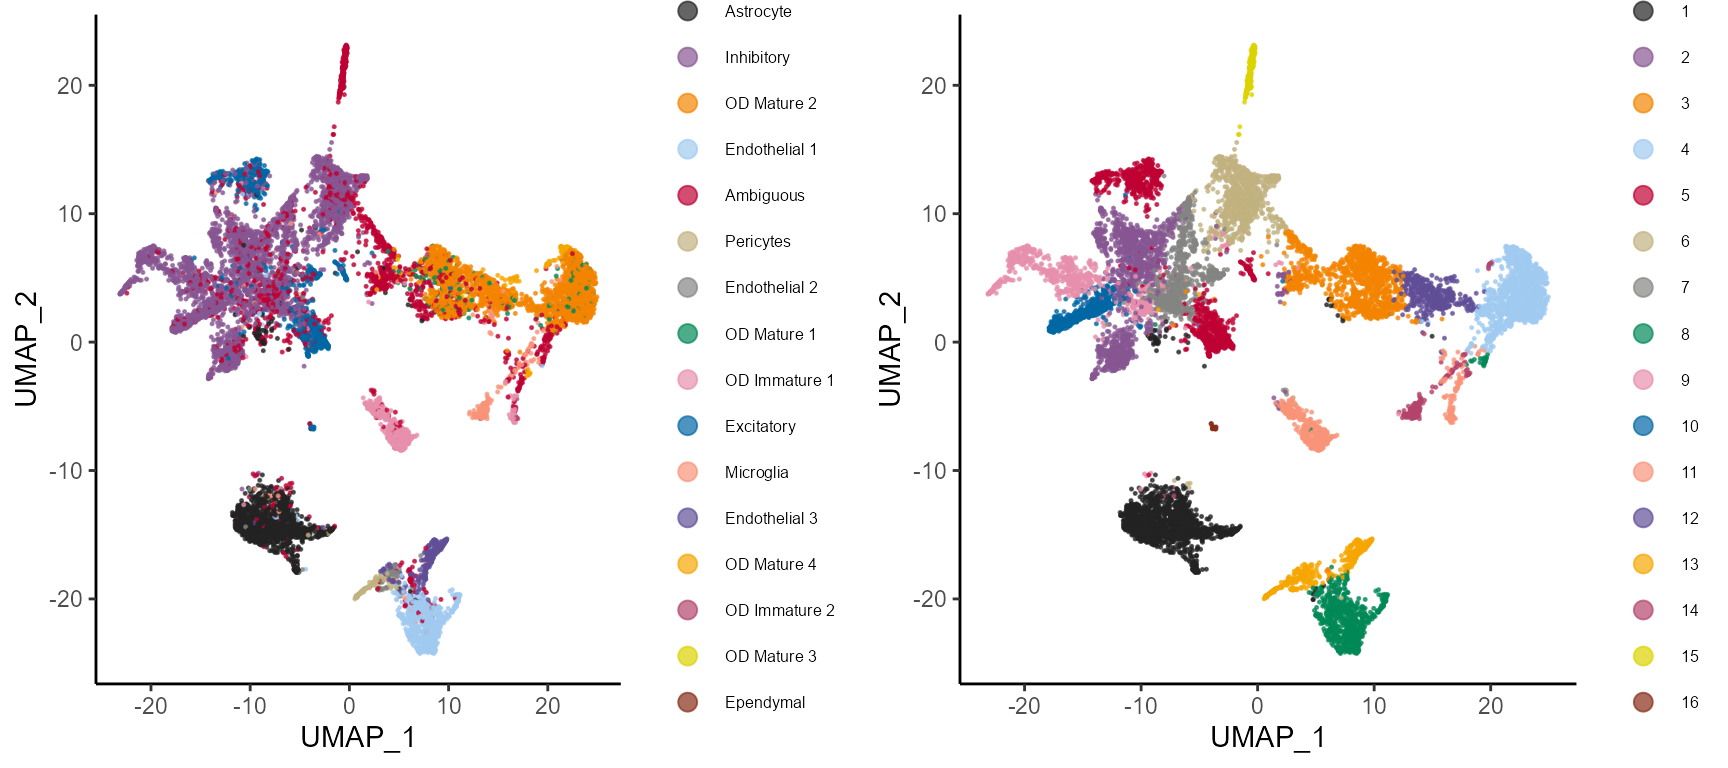 20
10
0
-10
-20
UMAP_2
-20
-10
0
10
20
UMAP_1
Astrocyte
Inhibitory
OD Mature 2
Endothelial 1
Ambiguous
Pericytes
Endothelial 2
OD Mature 1
OD Immature 1
Excitatory
Microglia
Endothelial 3
OD Mature 4
OD Immature 2
OD Mature 3
Ependymal
20
10
0
-10
-20
UMAP_2
-20
-10
0
10
20
UMAP_1
1
2
3
4
5
6
7
8
9
10
11
12
13
14
15
16